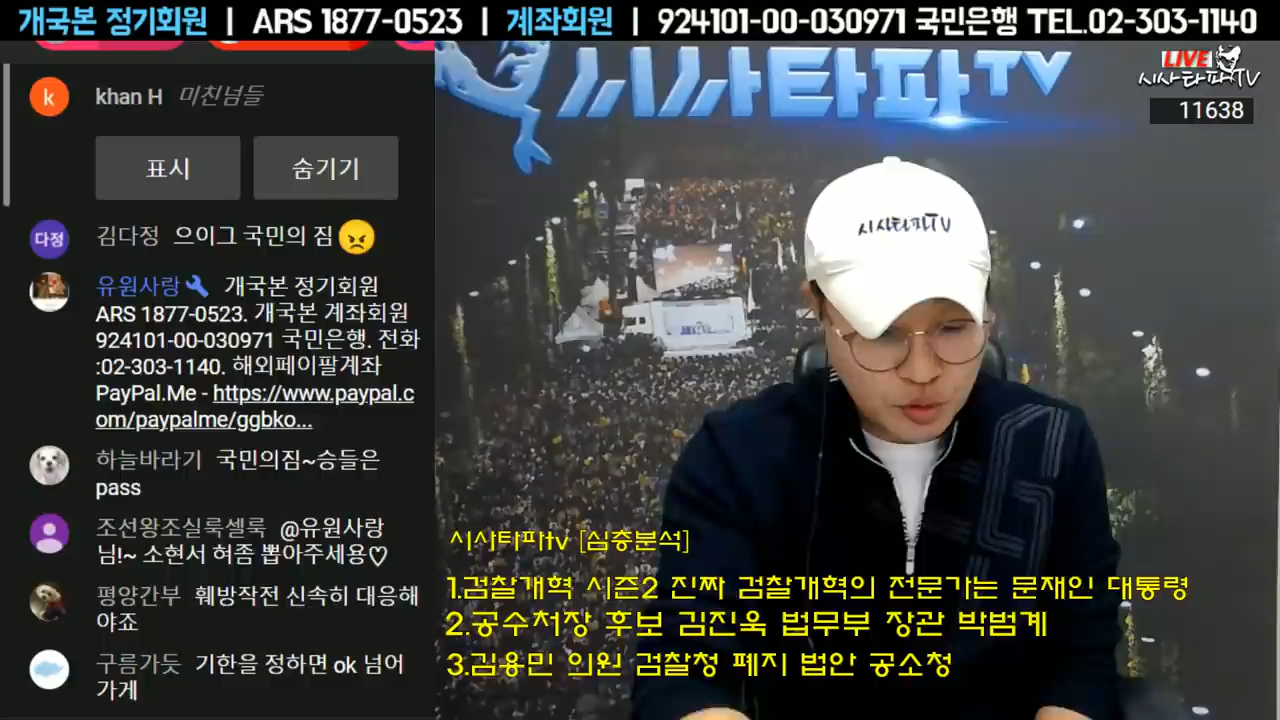 개국본 정기회원 | ARS 1877-0523 | 계좌회원 | 924101-00-030971 국민은행 TEL.02-303-1140
k khan H 미친넘들
표시 숨기기
다정 김다정 으이그 국민의 짐
유원사랑 개국본 정기회원
ARS 1877-0523. 개국본 계좌회원
924101-00-030971 국민은행. 전화
:02-303-1140. 해외페이팔계좌
PayPal.Me - https://www.paypal.c
om/paypalme/ggbko...
하늘바라기 국민의짐~승들은
pass
조선왕조실룩셀룩 @유원사랑
님!~ 소현서 혀좀 뽑아주세용♡
평양간부 훼방작전 신속히 대응해
야죠
구름가듯 기한을 정하면 ok 넘어
가게
시사타파TV
LIVE
시사타파TV
11638
시사타파TV
시사타파tv [심층분석]
1.검찰개혁 시즌2 진짜 검찰개혁의 전문가는 문재인 대통령
2.공수처장 후보 김진욱 법무부 장관 박범계
3.김용민 의원 검찰청 폐지 법안 공소청